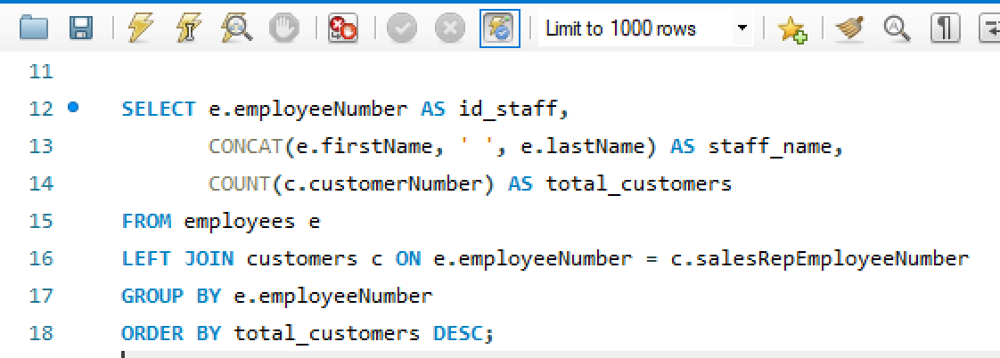 Limit to 1000 rows
11
12 SELECT e.employeeNumber AS id_staff,
13 CONCAT(e.firstName, ' ', e.lastName) AS staff_name,
14 COUNT(c.customerNumber) AS total_customers
15 FROM employees e
16 LEFT JOIN customers c ON e.employeeNumber = c.salesRepEmployeeNumber
17 GROUP BY e.employeeNumber
18 ORDER BY total_customers DESC;